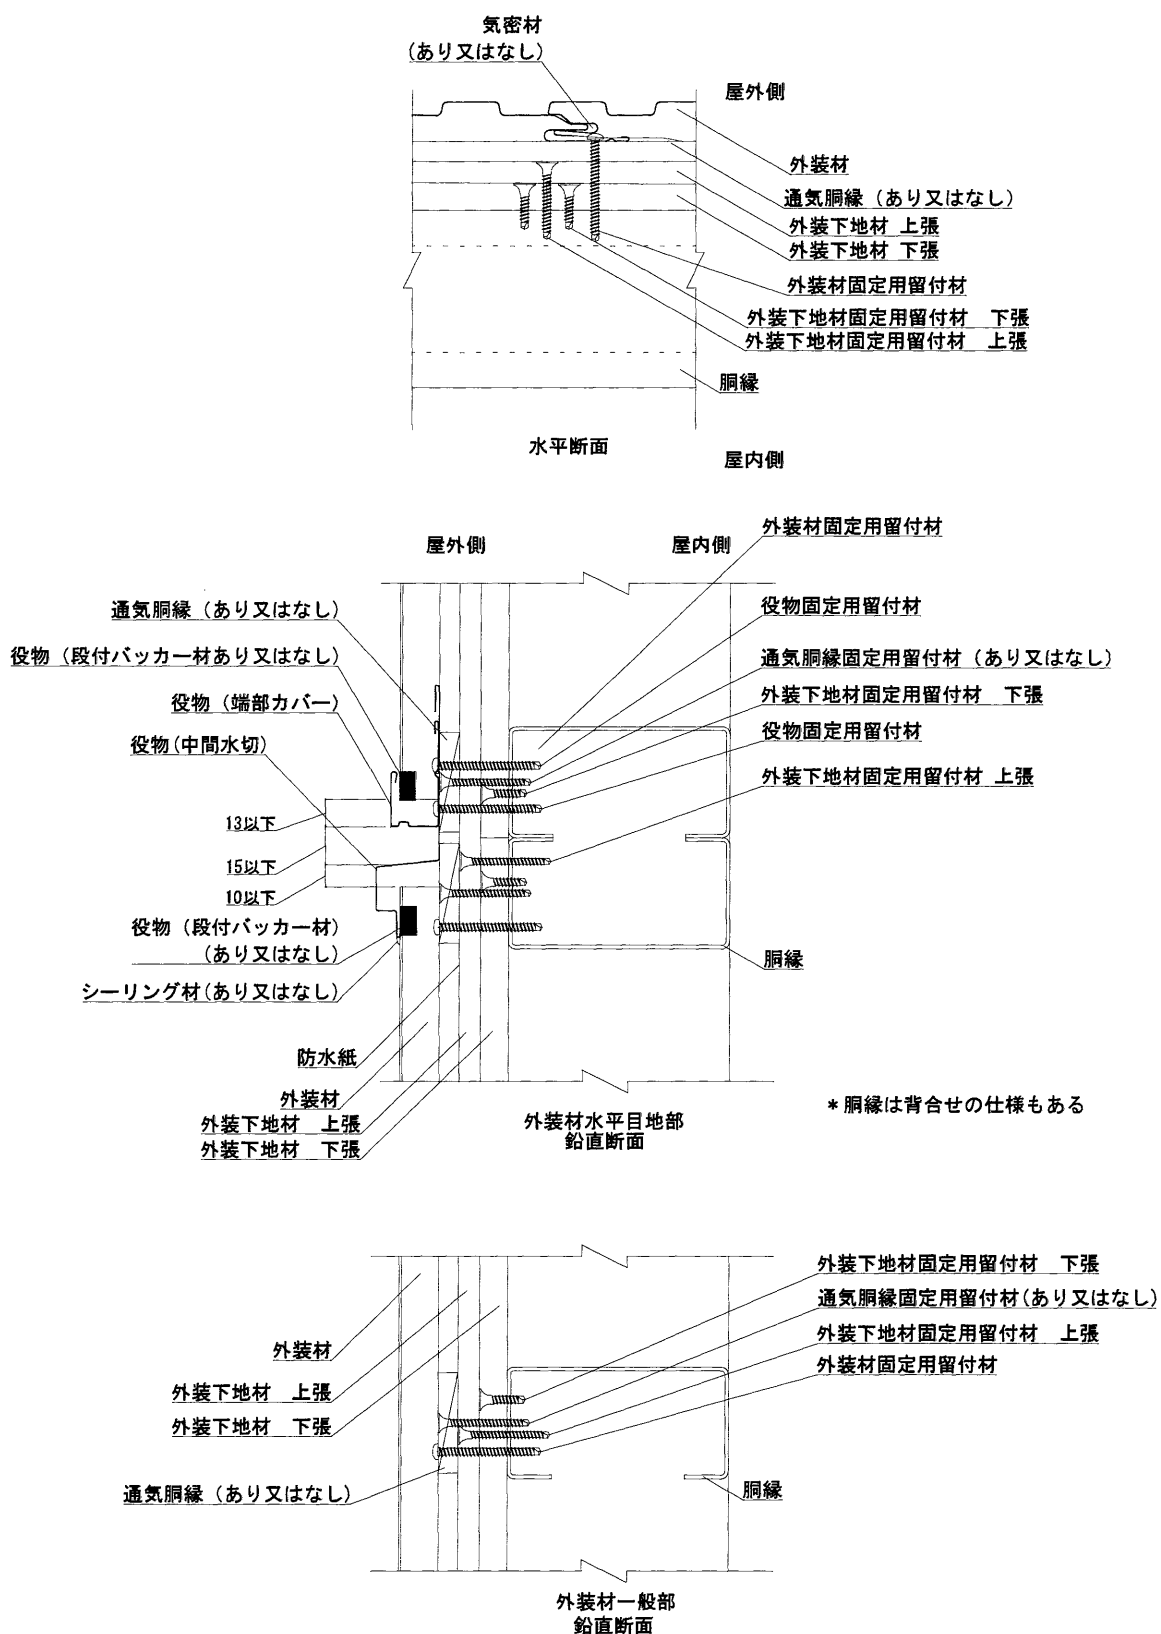 気密材
(あり又はなし)
屋外側
外装材
通気胴縁（あり又はなし）
外装下地材 上張
外装下地材 下張
外装材固定用留付材
外装下地材固定用留付材　下張
外装下地材固定用留付材　上張
胴縁
水平断面
屋内側
外装材固定用留付材
屋外側
屋内側
通気胴縁（あり又はなし）
役物固定用留付材
役物（段付バッカー材あり又はなし）
通気胴縁固定用留付材（あり又はなし）
役物（端部カバー）
外装下地材固定用留付材　下張
役物(中間水切)
役物固定用留付材
外装下地材固定用留付材 上張
13以下
15以下
10以下
役物（段付バッカー材）
（あり又はなし）
胴縁
シーリング材(あり又はなし)
防水紙
外装材
外装下地材　上張
外装下地材　下張
外装材水平目地部
鉛直断面
＊胴縁は背合せの仕様もある
外装下地材固定用留付材　下張
通気胴縁固定用留付材(あり又はなし)
外装下地材固定用留付材　上張
外装材固定用留付材
外装材
外装下地材　上張
外装下地材　下張
通気胴縁（あり又はなし）
胴縁
外装材一般部
鉛直断面